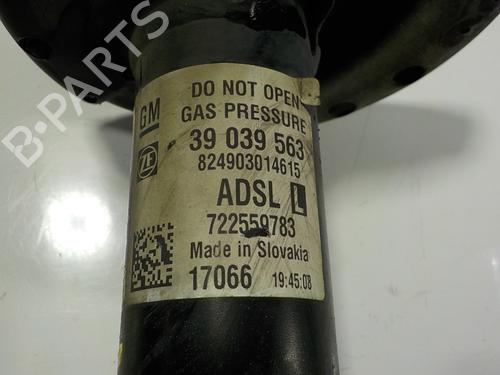 B-PARTS
DO NOT OPEN
GM GAS PRESSURE
39 039 563
ZF 824903014615
ADSL L
722559783
Made in Slovakia
17066 19:45:08